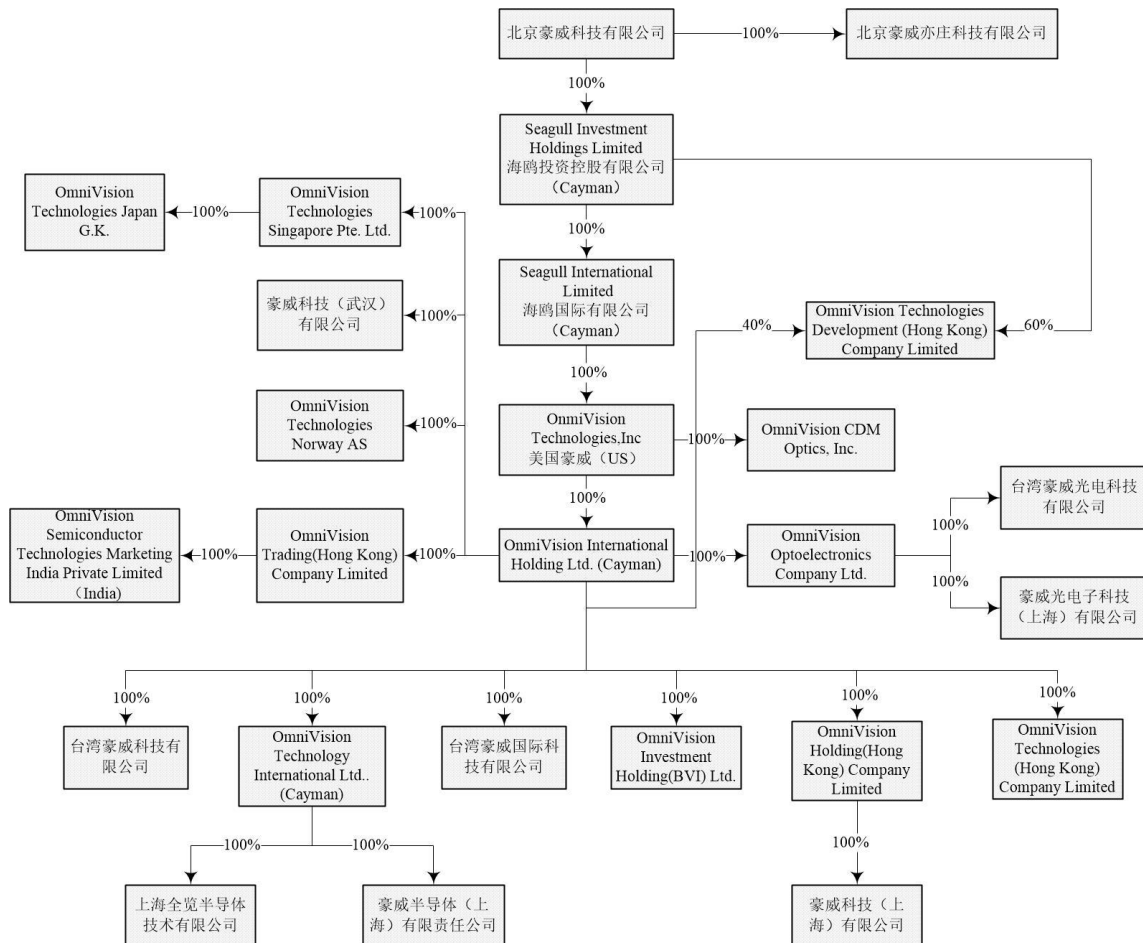 北京豪威科技有限公司
100%
北京豪威亦庄科技有限公司
100%
Seagull Investment
Holdings Limited
海鸥投资控股有限公司
（Cayman）
OmniVision
Technologies Japan
G.K.
100%
OmniVision
Technologies
Singapore Pte. Ltd.
100%
100%
Seagull International
Limited
海鸥国际有限公司
（Cayman）
豪威科技（武汉）
有限公司
100%
40%
OmniVision Technologies
Development (Hong Kong)
Company Limited
60%
100%
OmniVision
Technologies
Norway AS
100%
OnmiVision
Technologies,Inc
美国豪威（US）
100%
OmniVision CDM
Optics, Inc.
100%
OmniVision
Semiconductor
Technologies Marketing
India Private Limited
（India)
100%
OmniVision
Trading(Hong Kong)
Company Limited
100%
OmniVision International
Holding Ltd. (Cayman)
100%
OmniVision
Optoelectronics
Company Ltd.
100%
台湾豪威光电科技
有限公司
100%
豪威光电子科技
（上海）有限公司
100%
100%
100%
100%
100%
100%
台湾豪威科技有
限公司
OmniVision
Technology
International Ltd..
(Cayman)
台湾豪威国际科
技有限公司
OmniVision
Investment
Holding(BVI) Ltd.
OmniVision
Holding(Hong
Kong) Company
Limited
OmniVision
Technologies
(Hong Kong)
Company Limited
100%
100%
100%
上海全览半导体
技术有限公司
豪威半导体（上
海）有限责任公司
豪威科技（上
海）有限公司